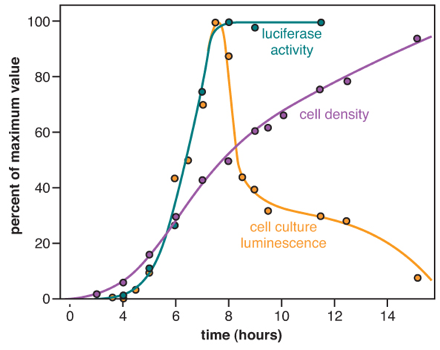 100
80
60
40
20
0
percent of maximum value
luciferase
activity
cell density
cell culture
luminescence
0 4 6 8 10 12 14
time (hours)